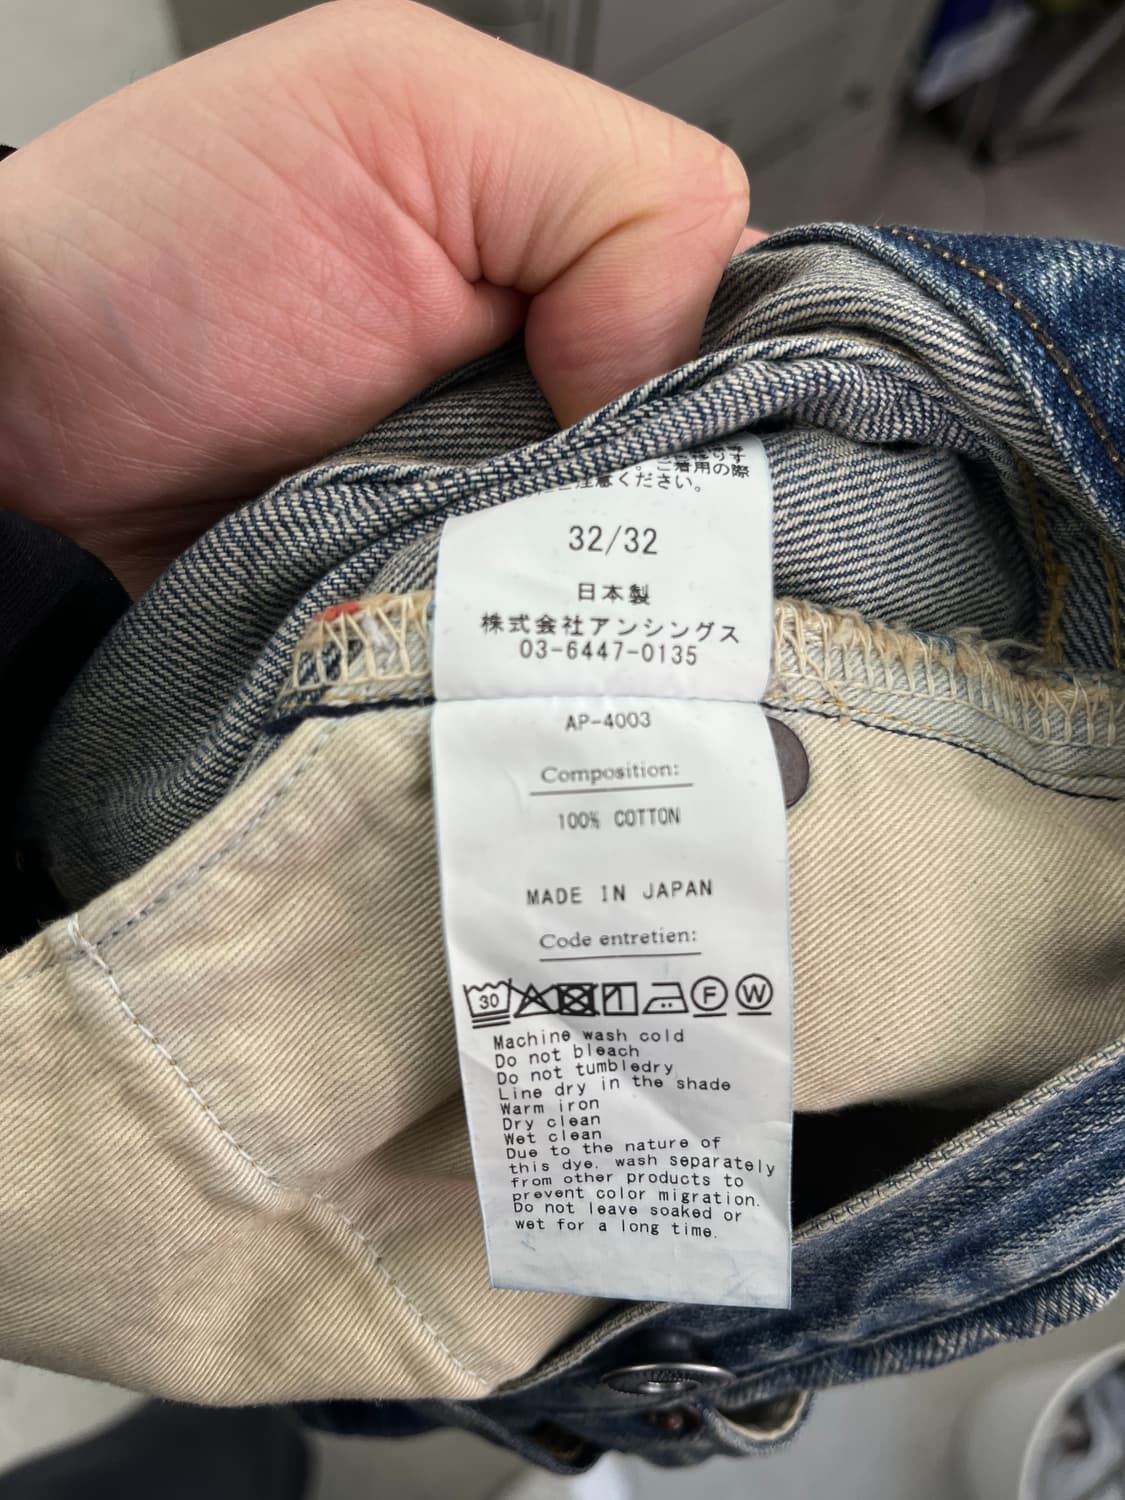 。ご着用の際
ください。
32/32
日本製
株式会社アンシングス
03-6447-0135
AP-4003
Composition:
100% COTTON
MADE IN JAPAN
Code entretien:
30 F W
Machine wash cold
Do not bleach
Do not tumbledry
Line dry in the shade
Warm iron
Dry clean
Wet clean
Due to the nature of
this dye. wash separately
from other products to
prevent color migration.
Do not leave soaked or
wet for a long time.